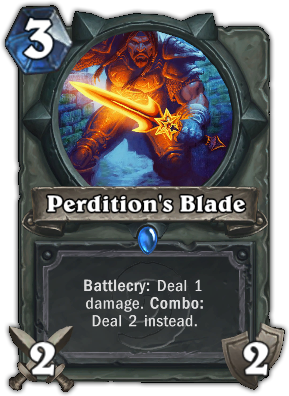 3
Perdition's Blade
Battlecry: Deal 1
damage. Combo:
Deal 2 instead.
2 2